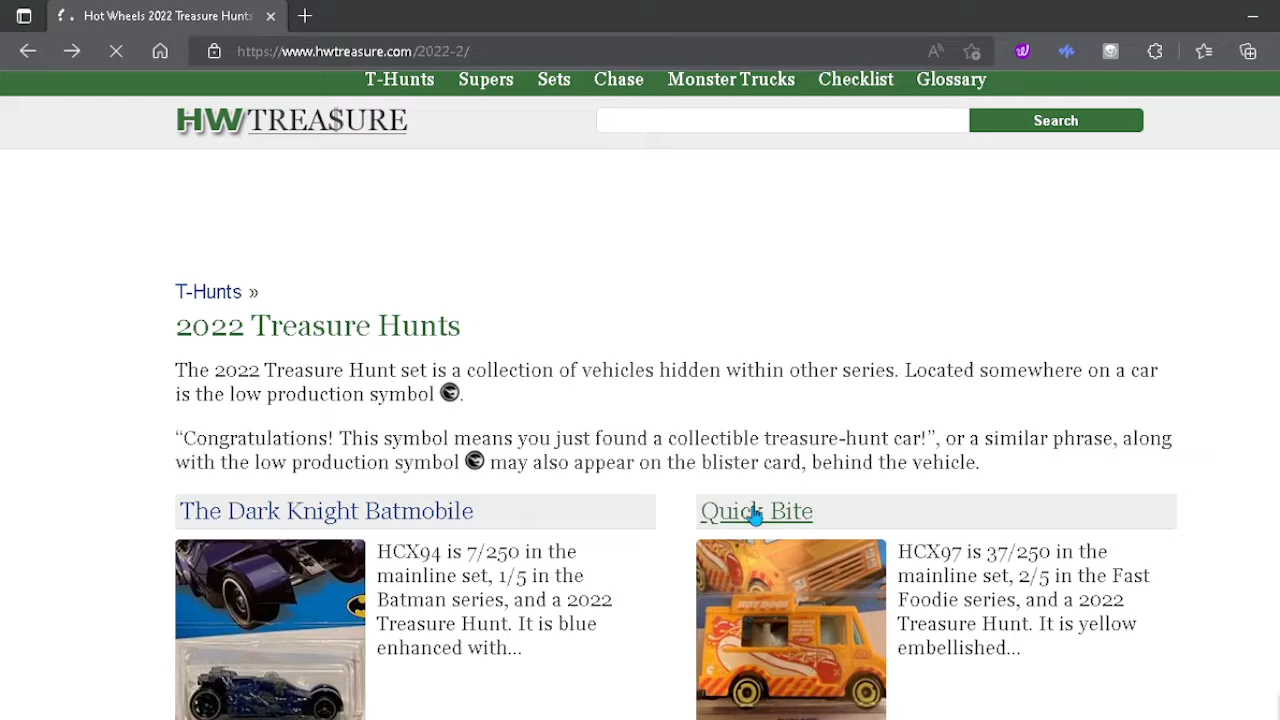 Hot Wheels 2022 Treasure Hunts
https://www.hwtreasure.com/2022-2/
T-Hunts Supers Sets Chase Monster Trucks Checklist Glossary
HWTREA$URE
Search
T-Hunts »
2022 Treasure Hunts
The 2022 Treasure Hunt set is a collection of vehicles hidden within other series. Located somewhere on a car
is the low production symbol .
“Congratulations! This symbol means you just found a collectible treasure-hunt car!”, or a similar phrase, along
with the low production symbol may also appear on the blister card, behind the vehicle.
The Dark Knight Batmobile
HCX94 is 7/250 in the
mainline set, 1/5 in the
Batman series, and a 2022
Treasure Hunt. It is blue
enhanced with...
Quick Bite
HCX97 is 37/250 in the
mainline set, 2/5 in the Fast
Foodie series, and a 2022
Treasure Hunt. It is yellow
embellished...
HOT DOGS